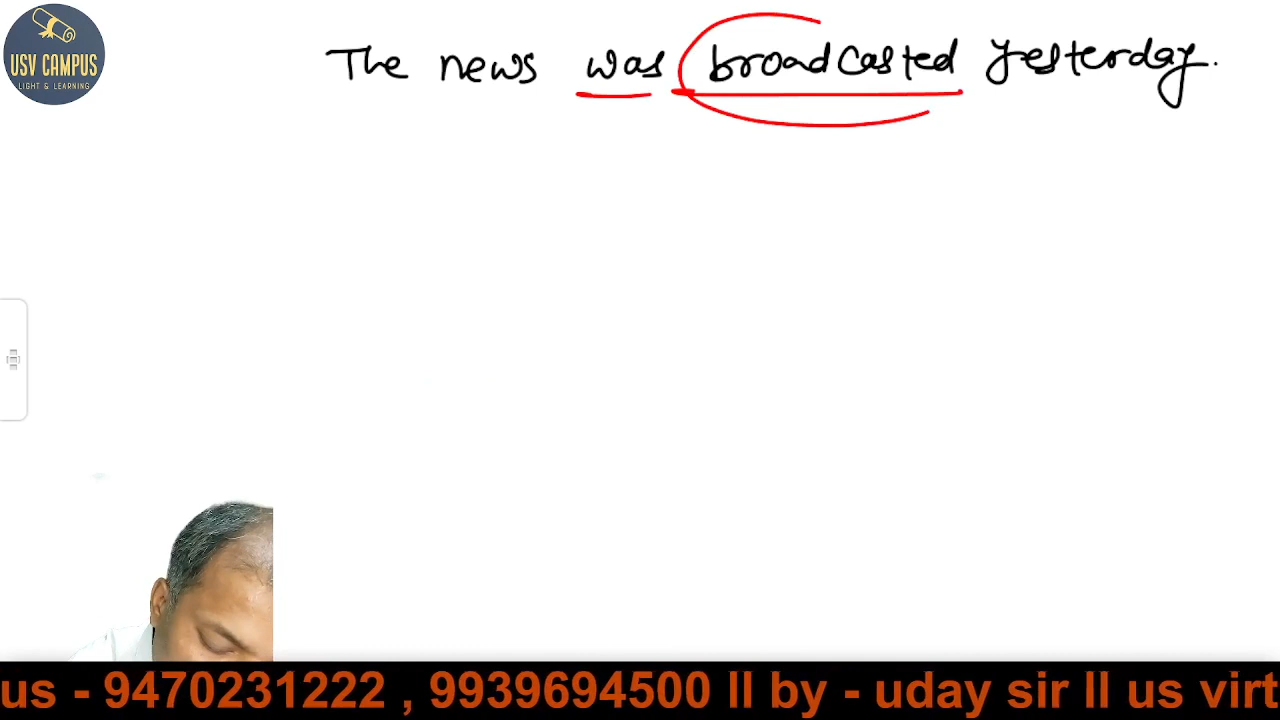 USV CAMPUS
LIGHT & LEARNING
The news was broadcasted yesterday.
us - 9470231222 , 9939694500 ll by - uday sir ll us virt